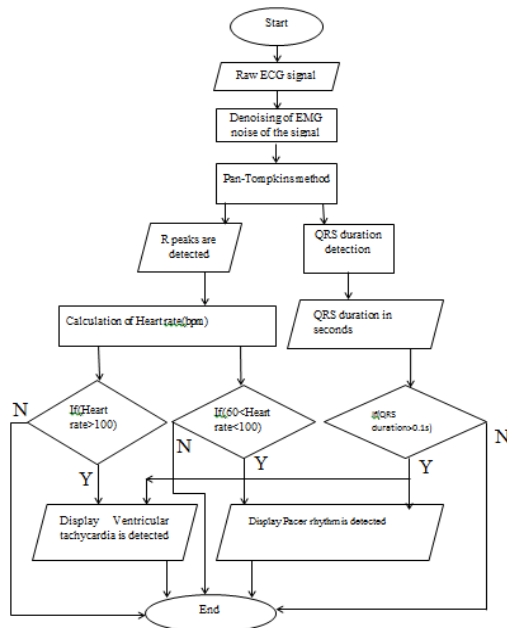 Start
Raw ECG signal
Denoising of EMG
noise of the signal
Pan-Tompkins method
R peaks are
detected
QRS duration
detection
Calculation of Heart rate(bpm)
QRS duration in
seconds
N
If(Heart
rate>100)
If(60<Heart
rate<100)
N
if(QRS
duration>0.1s)
N
Y
Y
Y
Display Ventricular
tachycardia is detected
Display Pacer rhythm is detected
End